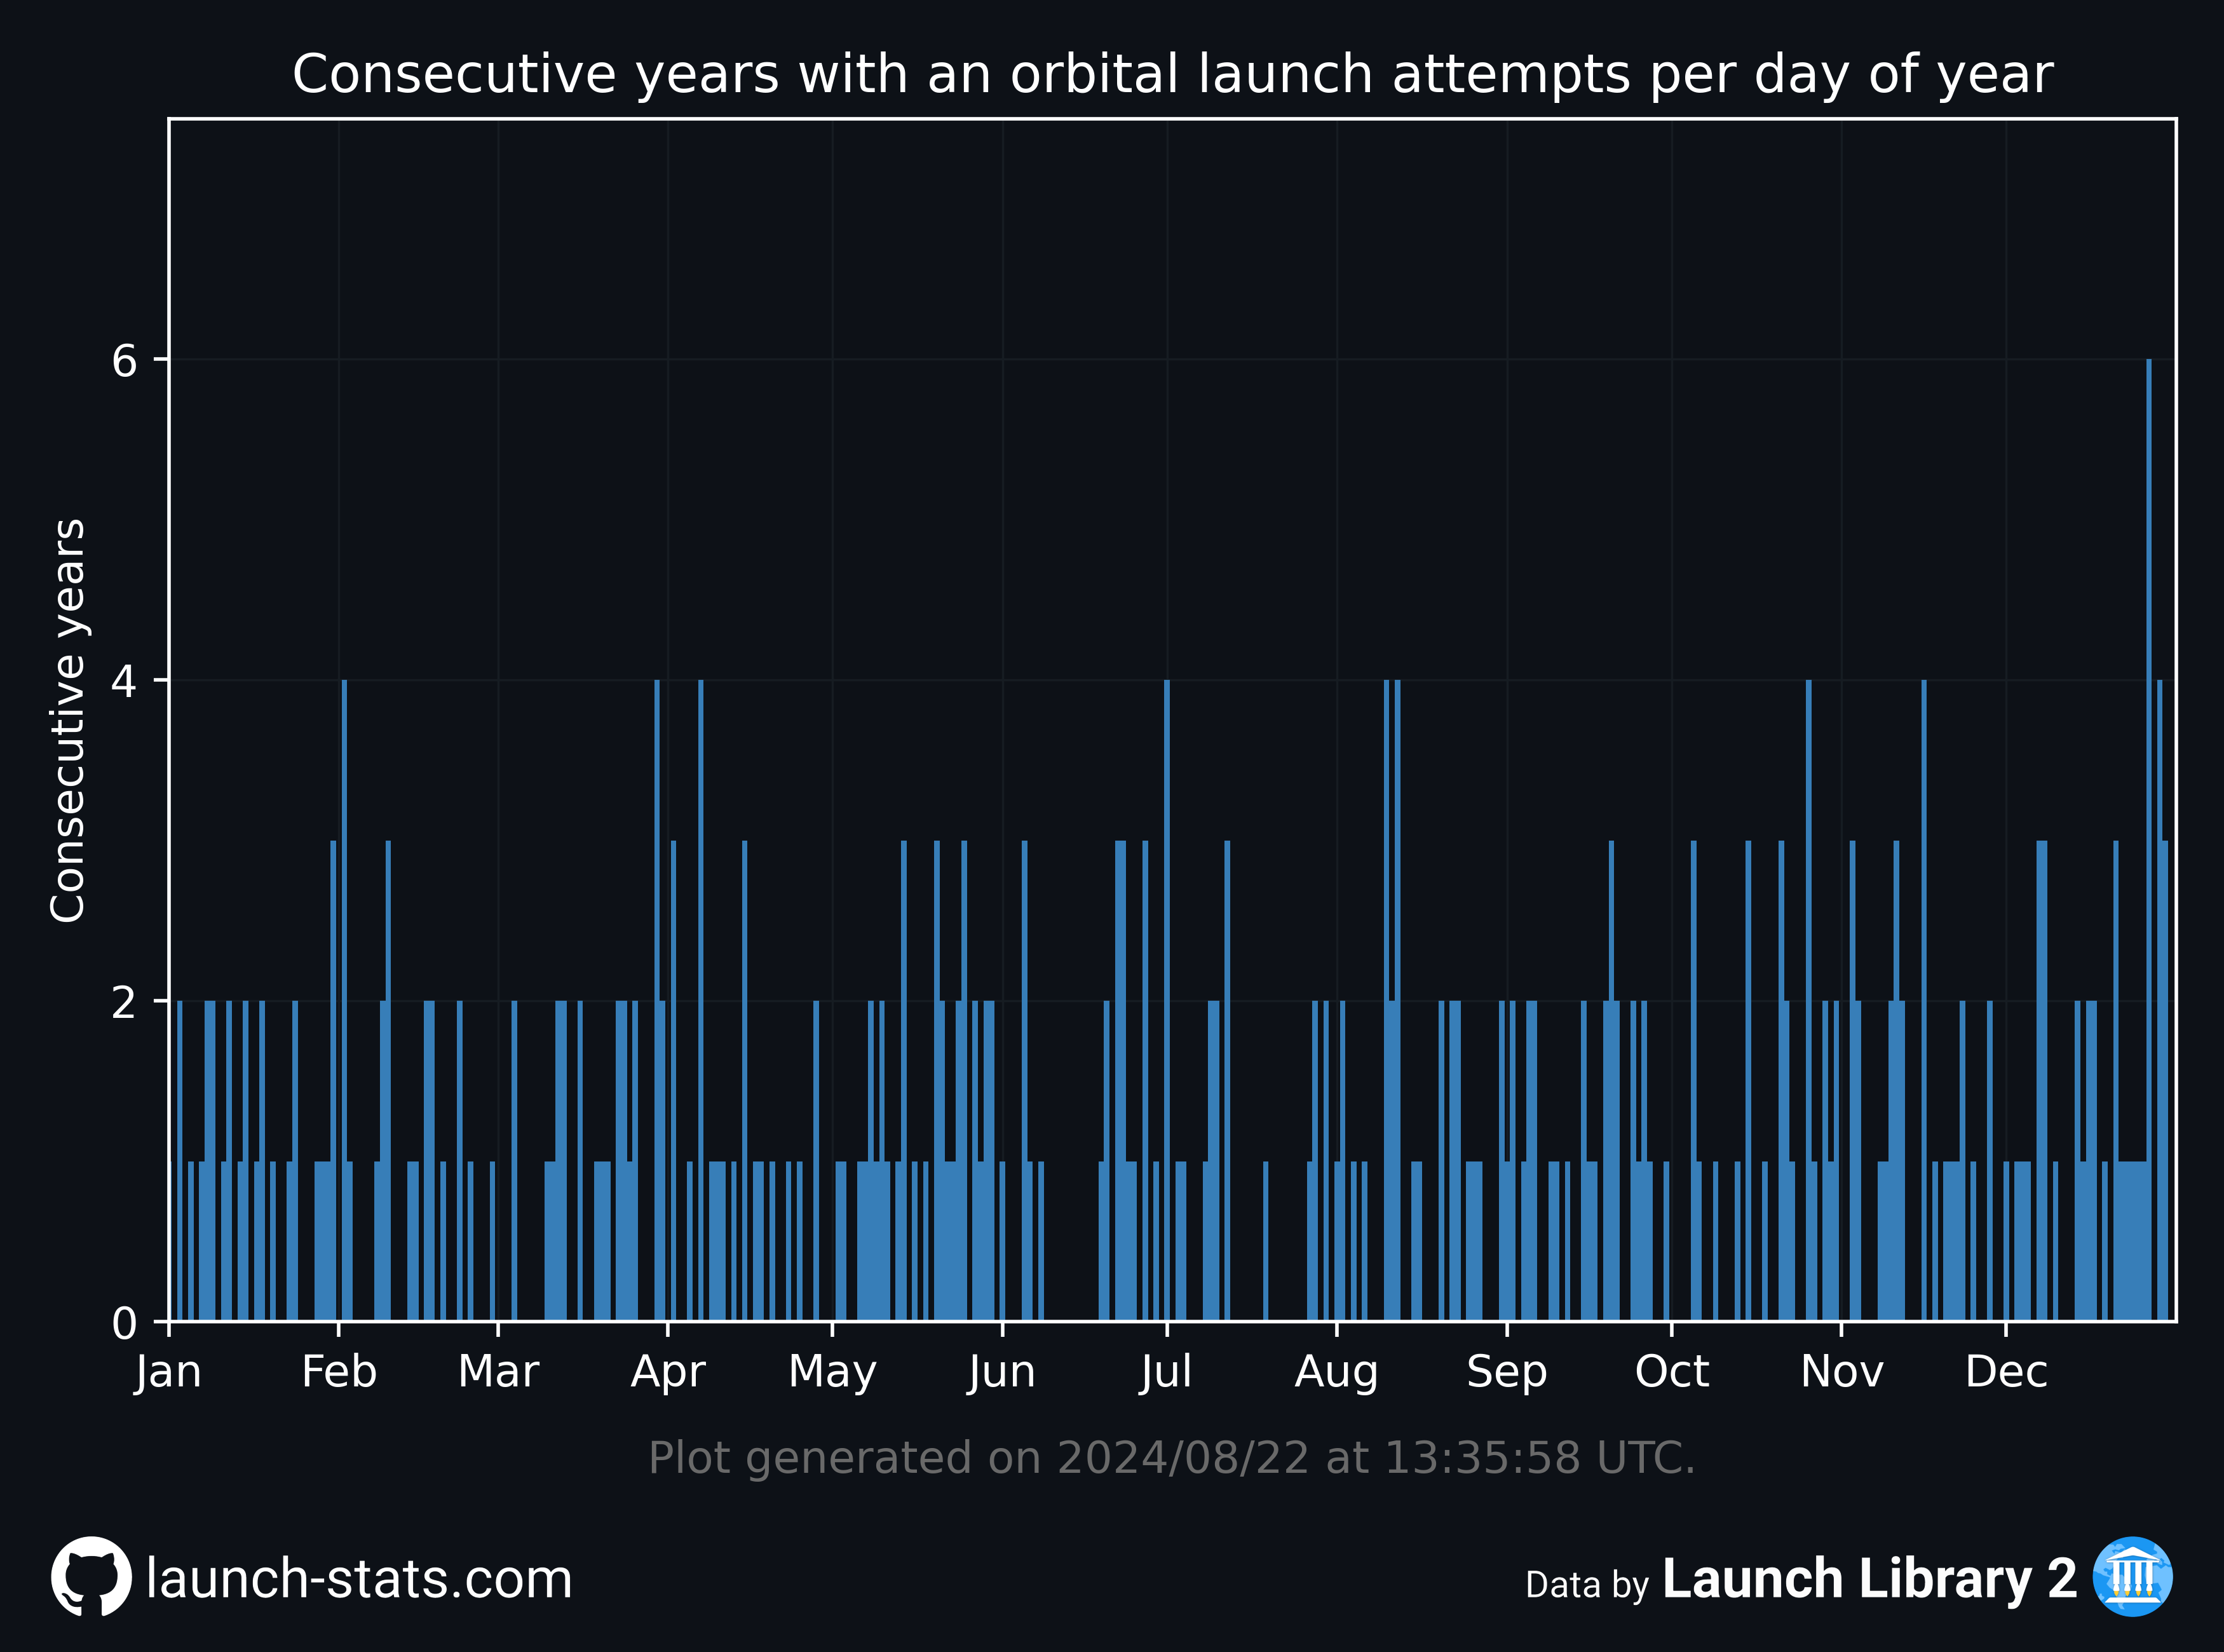 Consecutive years with an orbital launch attempts per day of year
Consecutive years
6
4
2
0
Jan Feb Mar Apr May Jun Jul Aug Sep Oct Nov Dec
Plot generated on 2024/08/22 at 13:35:58 UTC.
launch-stats.com
Data by Launch Library 2